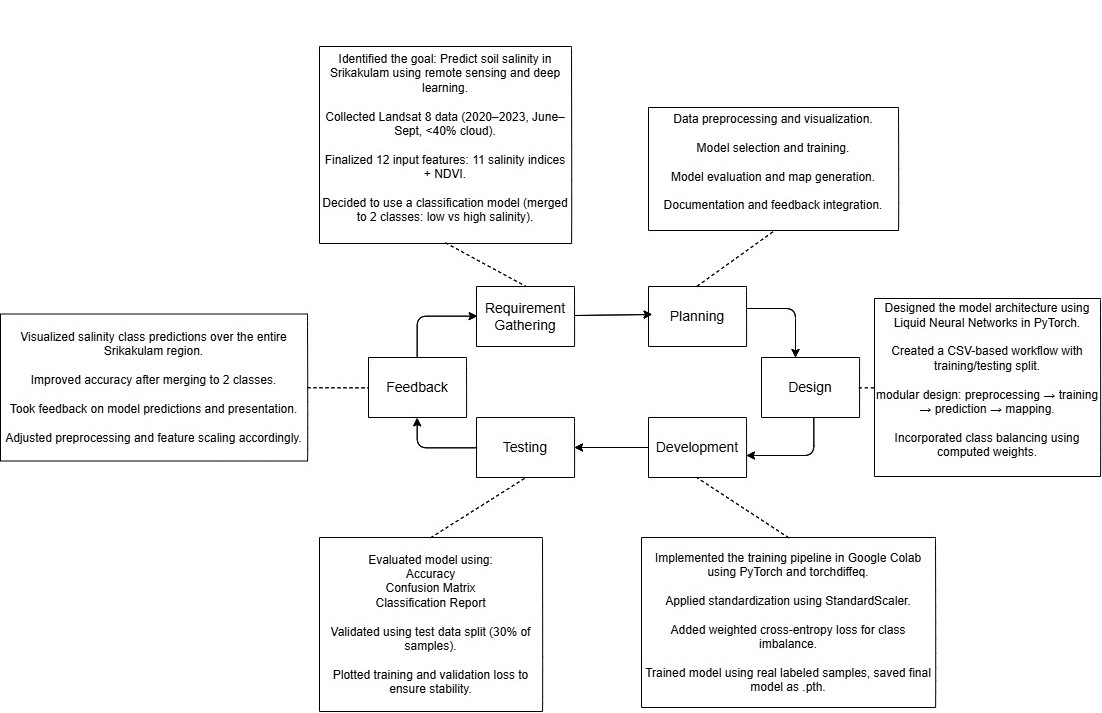 Identified the goal: Predict soil salinity in
Srikakulam using remote sensing and deep
learning.
Collected Landsat 8 data (2020–2023, June–
Sept, <40% cloud).
Finalized 12 input features: 11 salinity indices
+ NDVI.
Decided to use a classification model (merged
to 2 classes: low vs high salinity).
Data preprocessing and visualization.
Model selection and training.
Model evaluation and map generation.
Documentation and feedback integration.
Requirement
Gathering
Planning
Designed the model architecture using
Liquid Neural Networks in PyTorch.
Created a CSV-based workflow with
training/testing split.
modular design: preprocessing → training
→ prediction → mapping.
Incorporated class balancing using
computed weights.
Visualized salinity class predictions over the entire
Srikakulam region.
Improved accuracy after merging to 2 classes.
Took feedback on model predictions and presentation.
Adjusted preprocessing and feature scaling accordingly.
Feedback
Design
Testing
Development
Evaluated model using:
Accuracy
Confusion Matrix
Classification Report
Validated using test data split (30% of
samples).
Plotted training and validation loss to
ensure stability.
Implemented the training pipeline in Google Colab
using PyTorch and torchdiffeq.
Applied standardization using StandardScaler.
Added weighted cross-entropy loss for class
imbalance.
Trained model using real labeled samples, saved final
model as .pth.